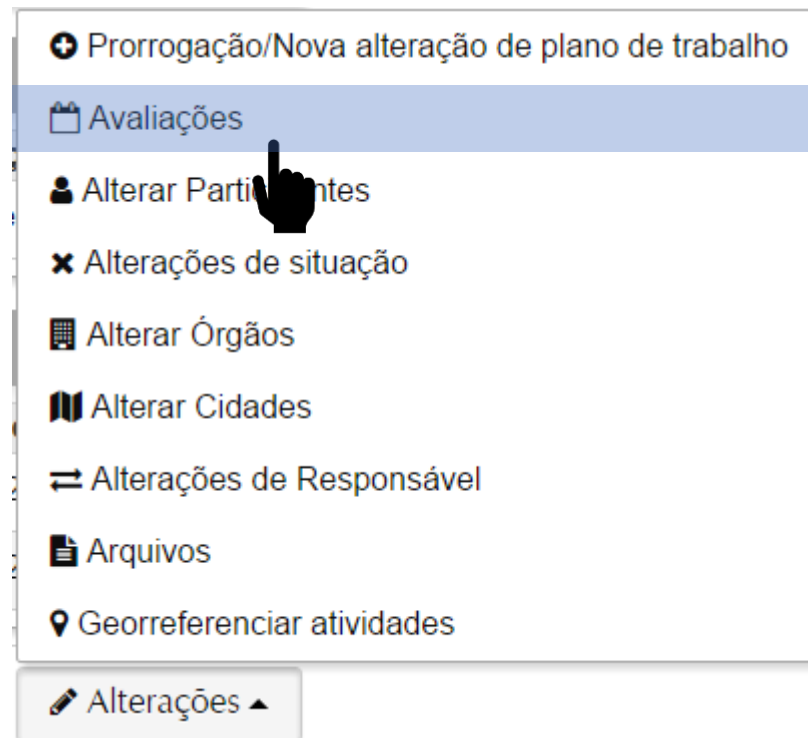 Prorrogação/Nova alteração de plano de trabalho
Avaliações
Alterar Participantes
Alterações de situação
Alterar Órgãos
Alterar Cidades
Alterações de Responsável
Arquivos
Georreferenciar atividades
Alterações